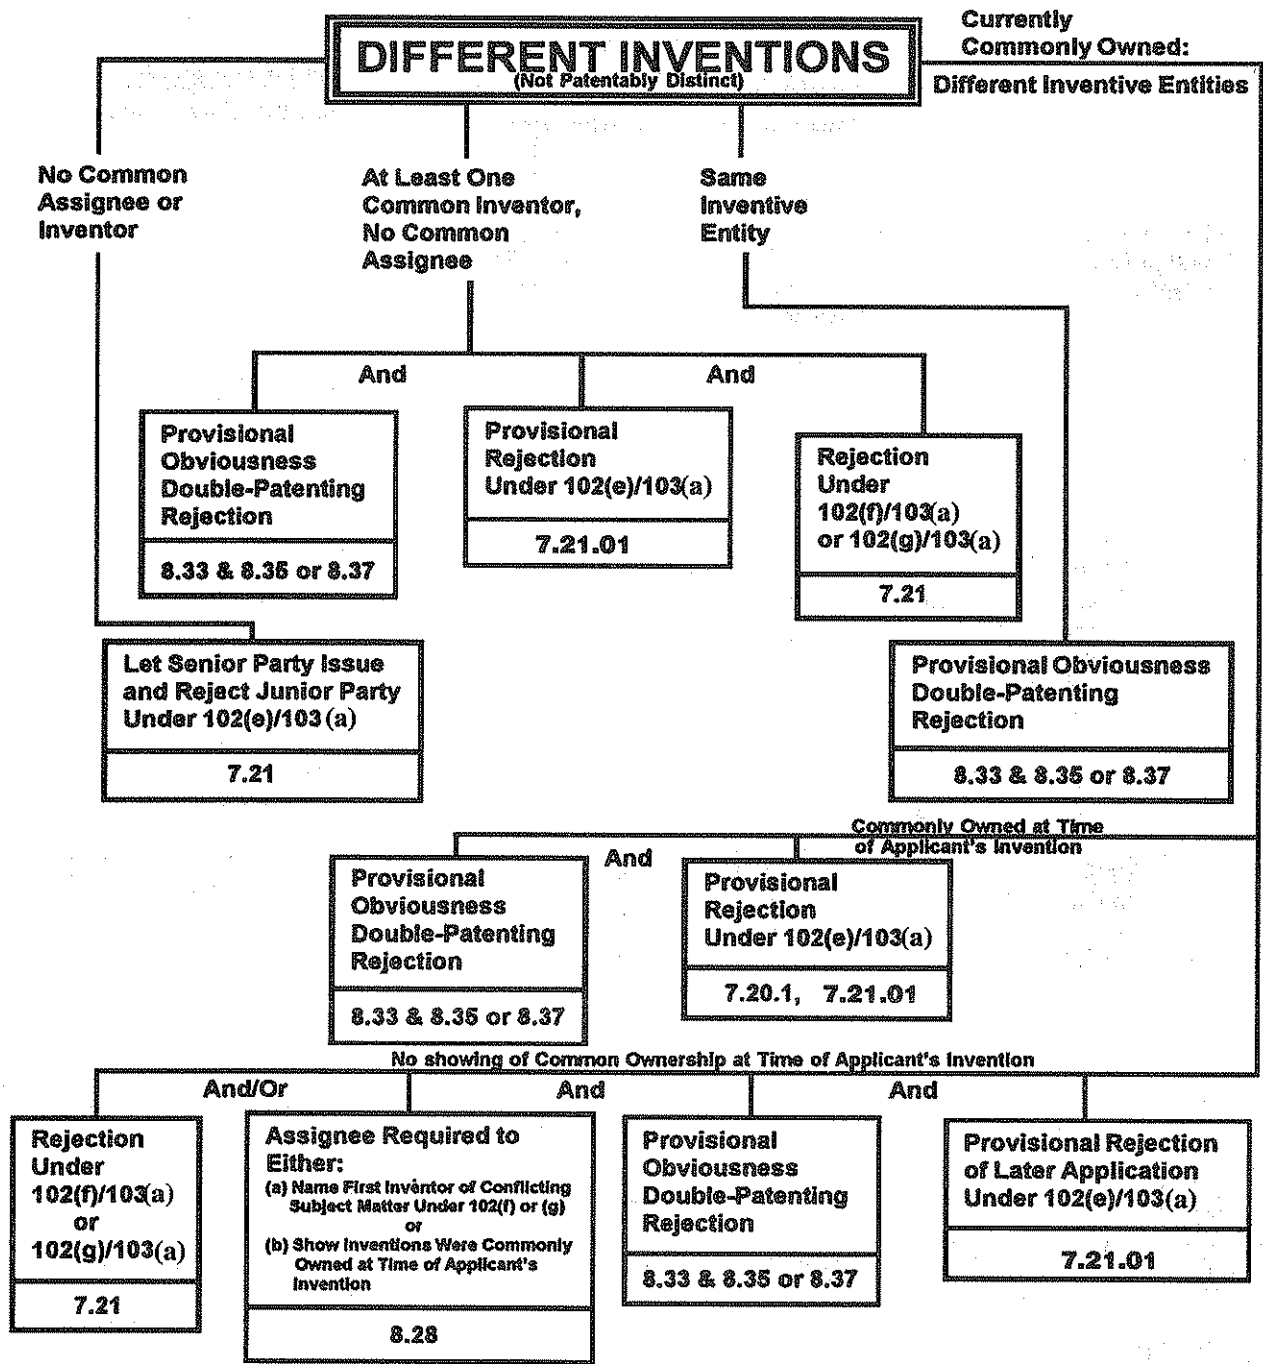 DIFFERENT INVENTIONS
(Not Patentably Distinct)
Currently
Commonly Owned:
Different Inventive Entities
No Common
Assignee or
Inventor
At Least One
Common Inventor,
No Common
Assignee
Same
Inventive
Entity
And
And
Provisional
Obviousness
Double-Patenting
Rejection
8.33 & 8.35 or 8.37
Provisional
Rejection
Under 102(e)/103(a)
7.21.01
Rejection
Under
102(f)/103(a)
or 102(g)/103(a)
7.21
Let Senior Party Issue
and Reject Junior Party
Under 102(e)/103 (a)
7.21
Provisional Obviousness
Double-Patenting
Rejection
8.33 & 8.35 or 8.37
Commonly Owned at Time
of Applicant's Invention
And
Provisional
Obviousness
Double-Patenting
Rejection
8.33 & 8.35 or 8.37
Provisional
Rejection
Under 102(e)/103(a)
7.20.1, 7.21.01
No showing of Common Ownership at Time of Applicant's Invention
And/Or
And
And
Rejection
Under
102(f)/103(a)
or
102(g)/103(a)
7.21
Assignee Required to
Either:
(a) Name First Inventor of Conflicting
Subject Matter Under 102(f) or (g)
or
(b) Show Inventions Were Commonly
Owned at Time of Applicant's
Invention
8.28
Provisional
Obviousness
Double-Patenting
Rejection
8.33 & 8.35 or 8.37
Provisional Rejection
of Later Application
Under 102(e)/103(a)
7.21.01